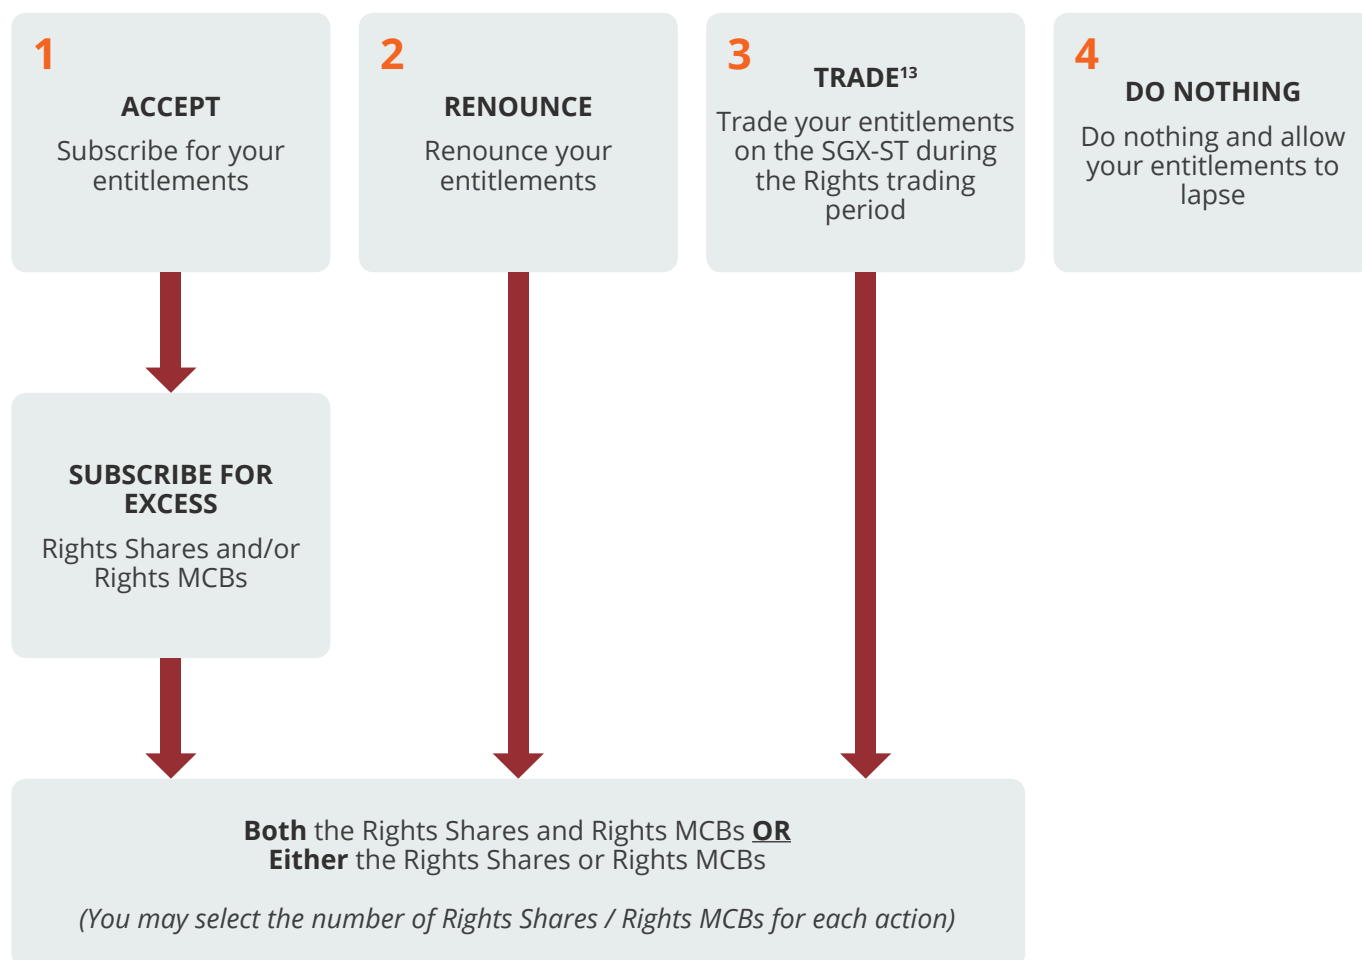 1
ACCEPT
Subscribe for your
entitlements
2
RENOUNCE
Renounce your
entitlements
3
TRADE¹³
Trade your entitlements
on the SGX-ST during
the Rights trading
period
4
DO NOTHING
Do nothing and allow
your entitlements to
lapse
SUBSCRIBE FOR
EXCESS
Rights Shares and/or
Rights MCBs
Both the Rights Shares and Rights MCBs OR
Either the Rights Shares or Rights MCBs
(You may select the number of Rights Shares / Rights MCBs for each action)